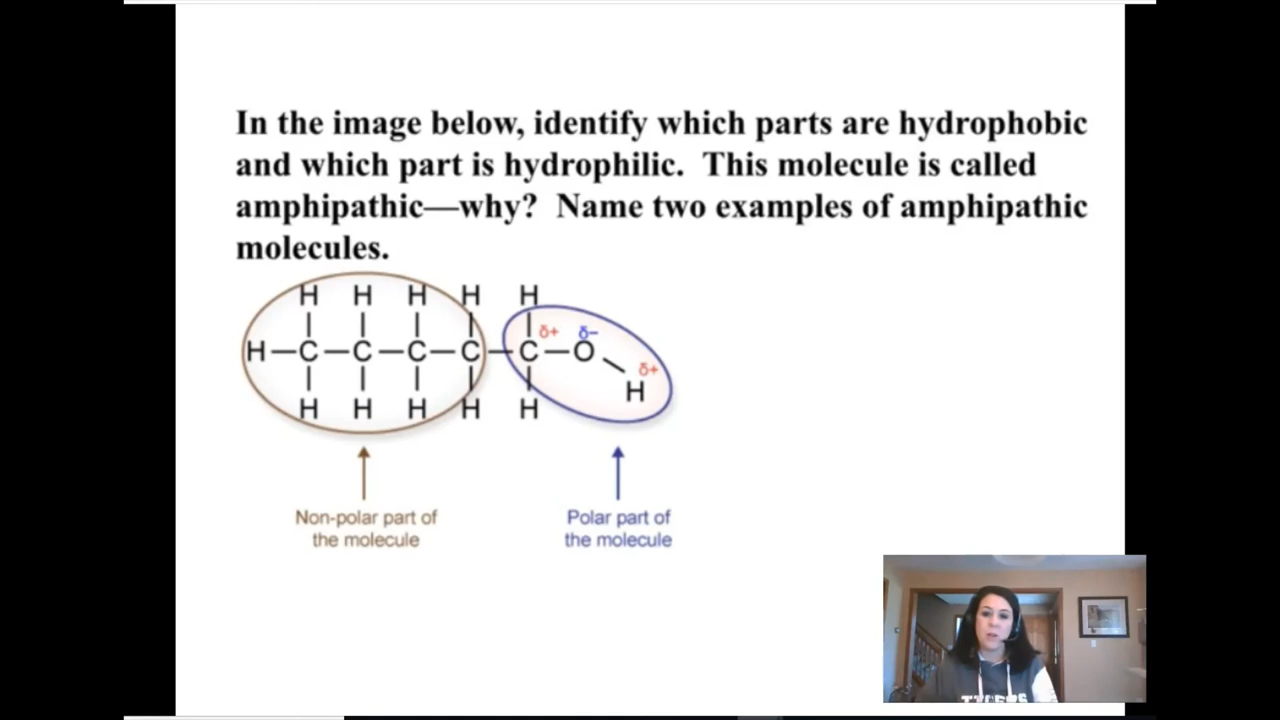 In the image below, identify which parts are hydrophobic
and which part is hydrophilic. This molecule is called
amphipathic—why? Name two examples of amphipathic
molecules.
H H H H H
δ+ δ−
H—C—C—C—C—C—O
δ+
H
H H H H H
Non-polar part of
the molecule
Polar part of
the molecule
TIGERS